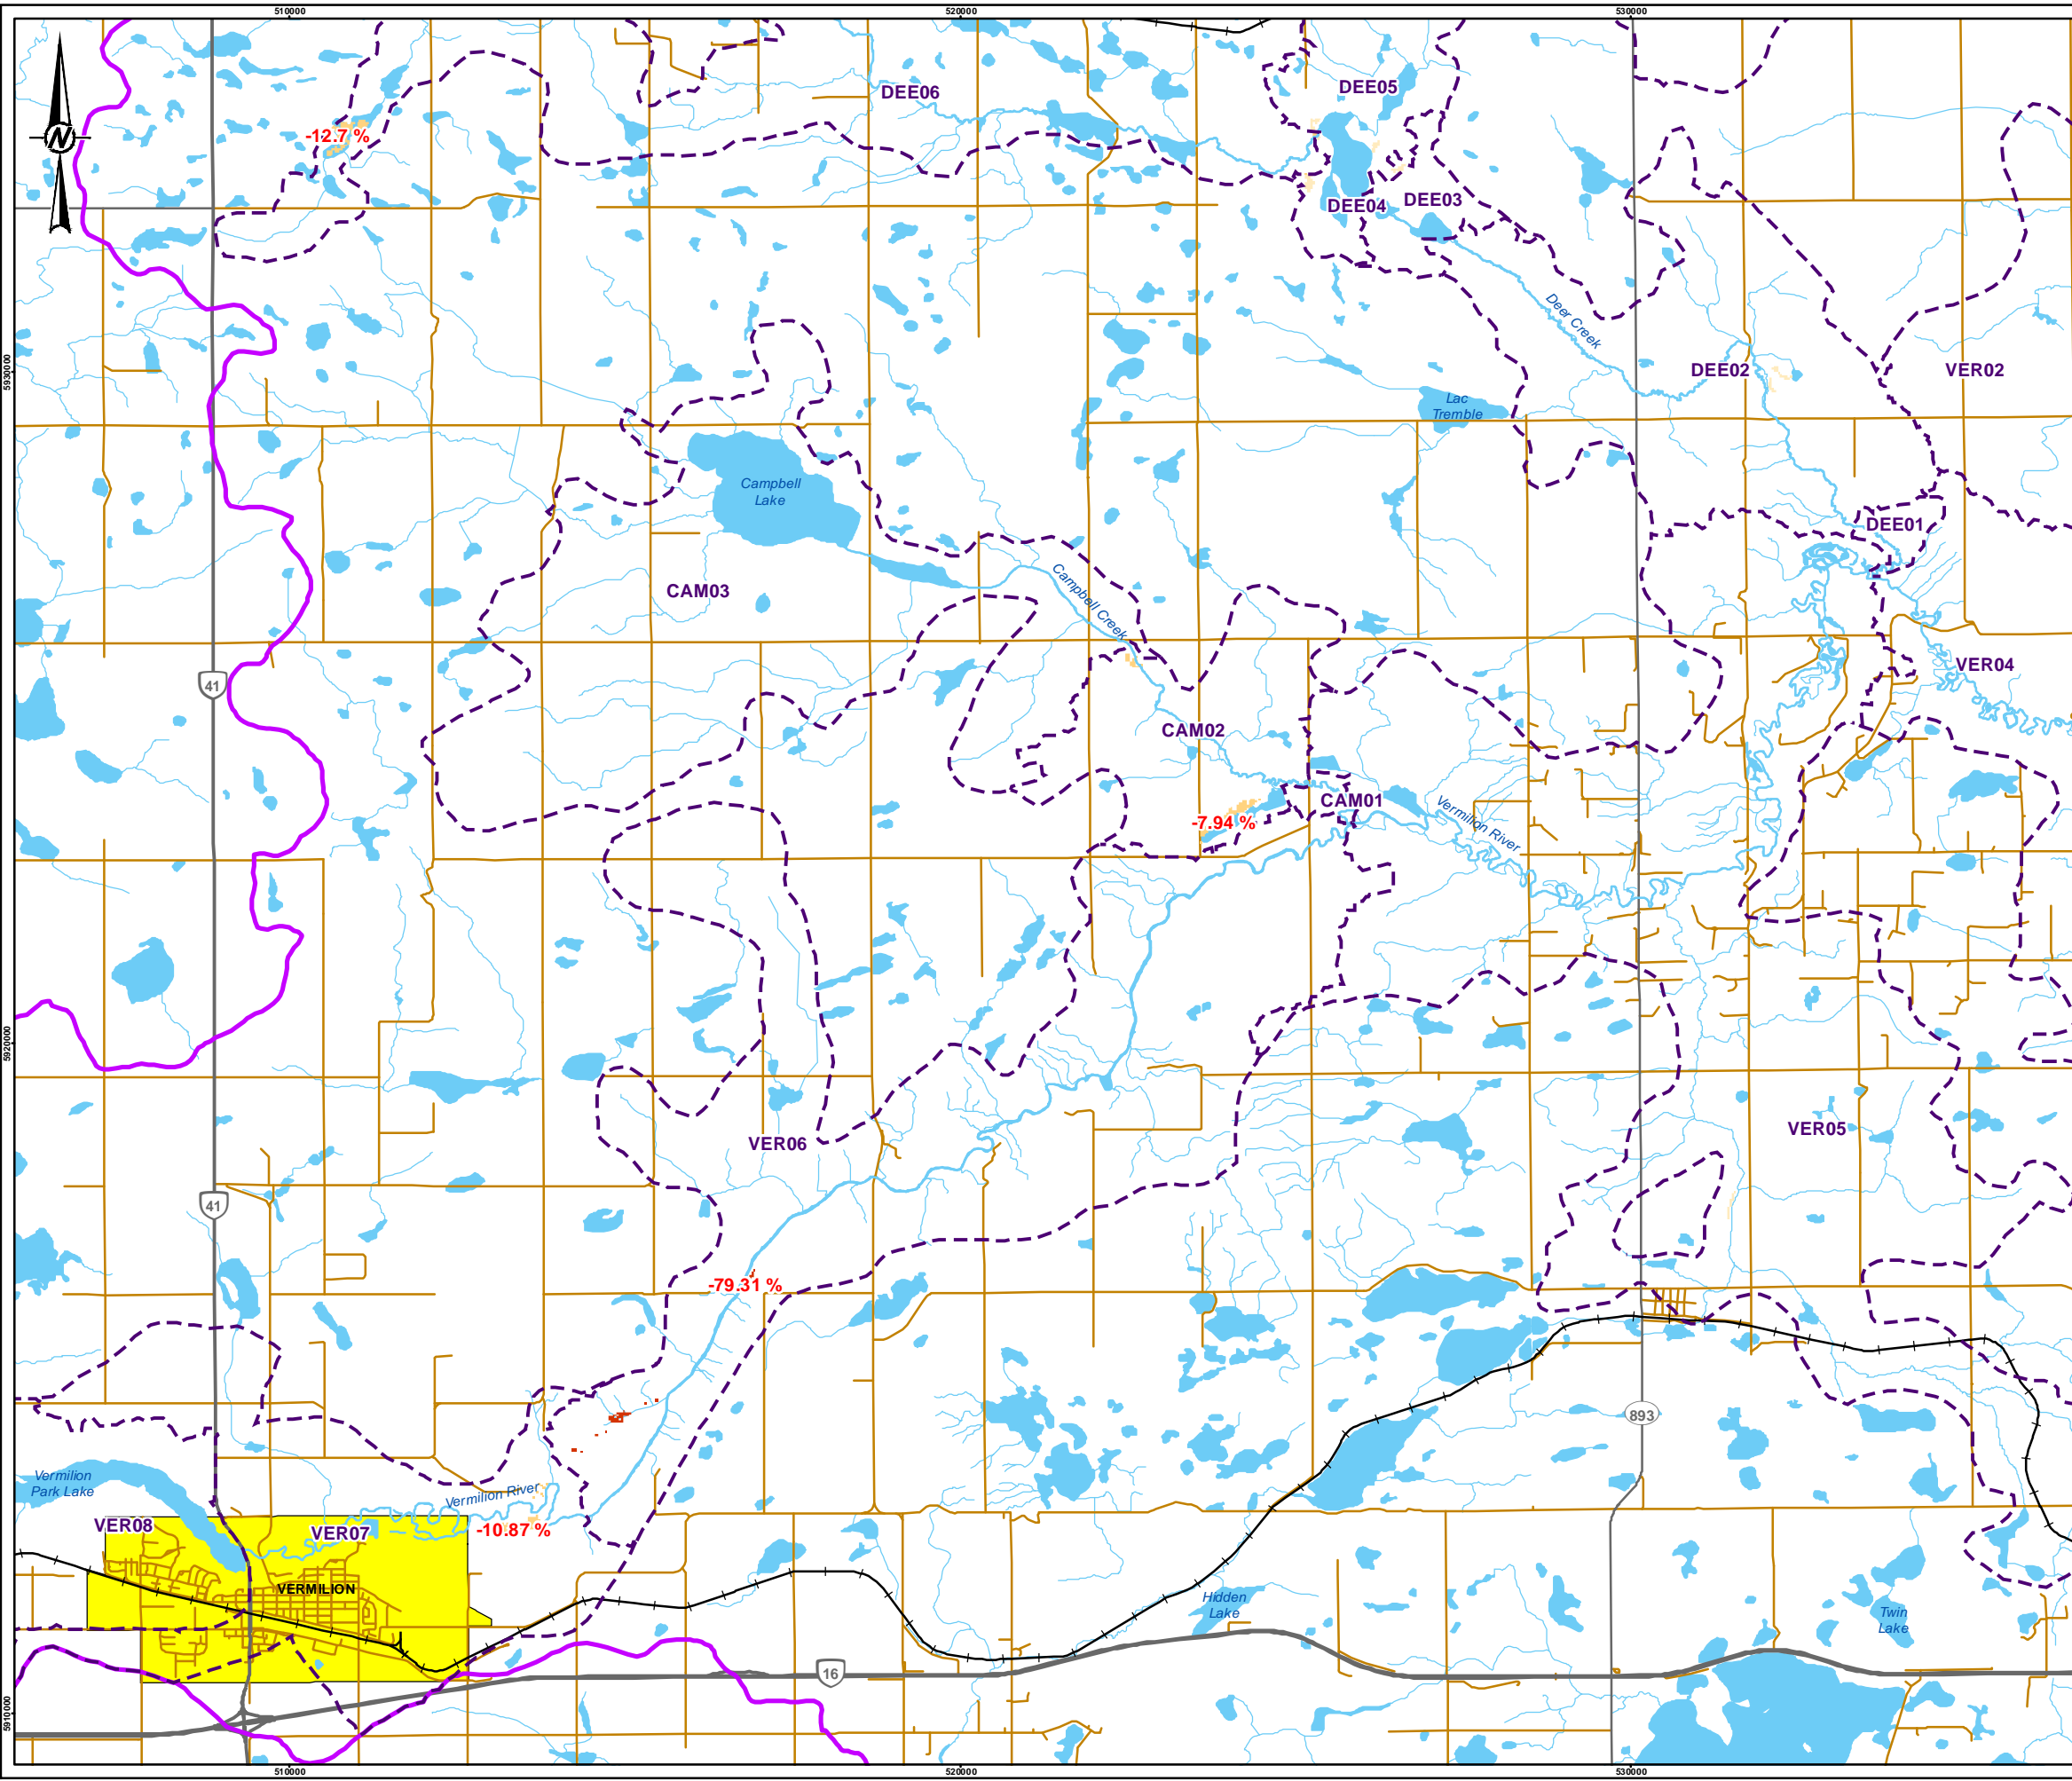 510000
520000
530000
DEE06
DEE05
-12.7 %
N
DEE04
DEE03
Deer Creek
5930000
DEE02
VER02
Lac
Tremble
Campbell
Lake
DEE01
CAM03
Campbell Creek
41
VER04
CAM02
CAM01
-7.94 %
Vermilion River
5920000
VER06
VER05
41
-79.31 %
893
Vermilion
Park Lake
Vermilion River
VER08
VER07
-10.87 %
VERMILION
Hidden
Lake
Twin
Lake
16
5910000
510000
520000
530000